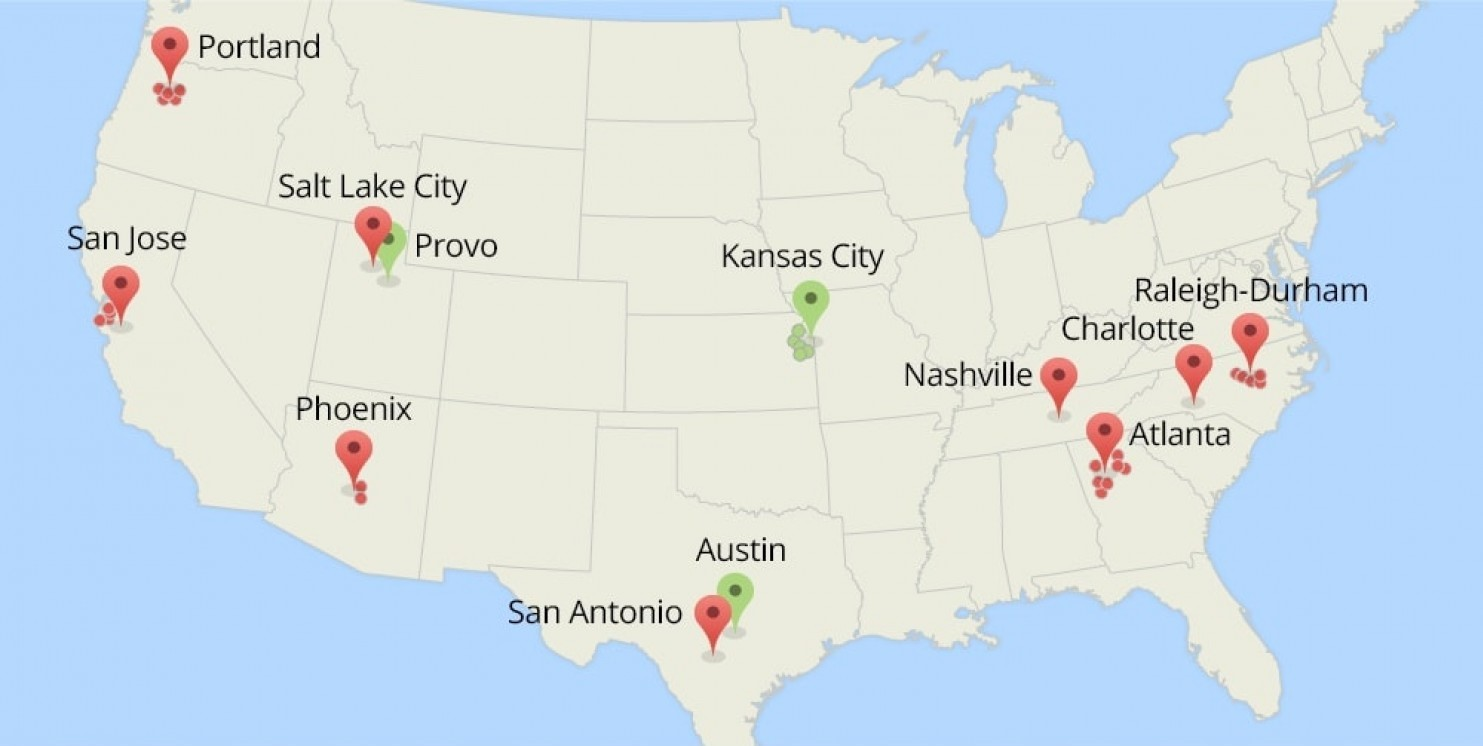 Portland
Salt Lake City
San Jose
Provo
Kansas City
Raleigh-Durham
Charlotte
Nashville
Phoenix
Atlanta
Austin
San Antonio